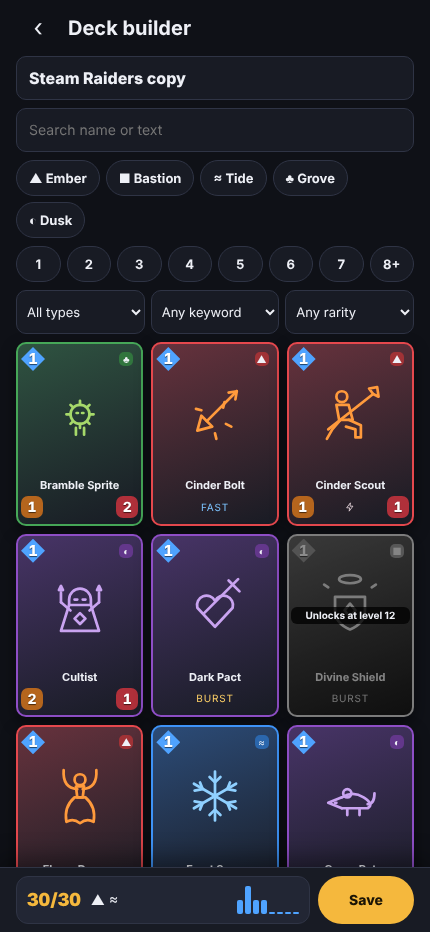 Deck builder
Steam Raiders copy
Search name or text
Ember Bastion Tide Grove
Dusk
1 2 3 4 5 6 7 8+
All types Any keyword Any rarity
1 1 1
Bramble Sprite Cinder Bolt Cinder Scout
1 2 FAST 1 1
1 1 1
Unlocks at level 12
Cultist Dark Pact Divine Shield
2 1 BURST BURST
1 1 1
30/30 Save